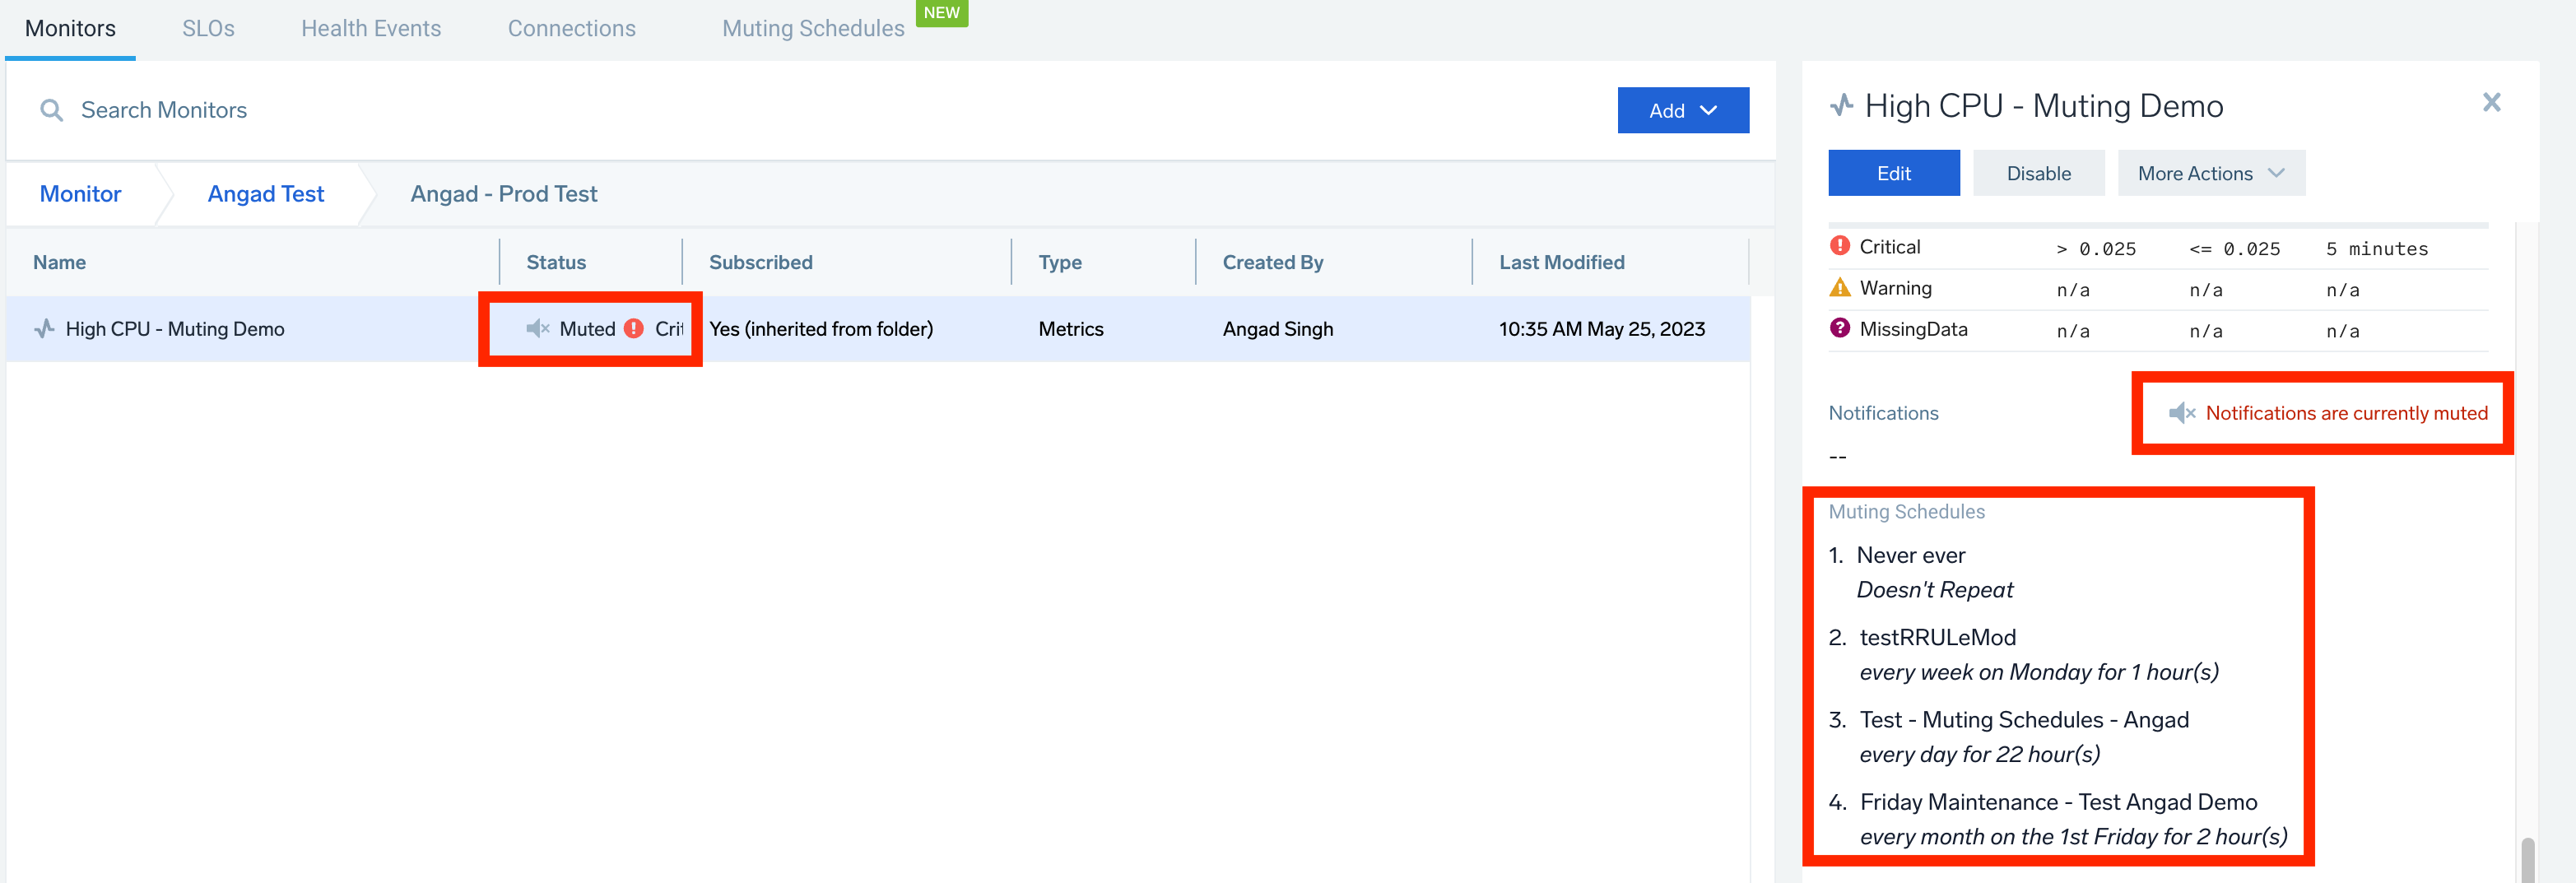 Monitors SLOs Health Events Connections Muting Schedules NEW
Search Monitors
Add
Monitor Angad Test Angad - Prod Test
Name Status Subscribed Type Created By Last Modified
High CPU - Muting Demo Muted Crit Yes (inherited from folder) Metrics Angad Singh 10:35 AM May 25, 2023
High CPU - Muting Demo
Edit Disable More Actions
Critical > 0.025 <= 0.025 5 minutes
Warning n/a n/a n/a
MissingData n/a n/a n/a
Notifications Notifications are currently muted
--
Muting Schedules
1. Never ever
Doesn't Repeat
2. testRRULeMod
every week on Monday for 1 hour(s)
3. Test - Muting Schedules - Angad
every day for 22 hour(s)
4. Friday Maintenance - Test Angad Demo
every month on the 1st Friday for 2 hour(s)